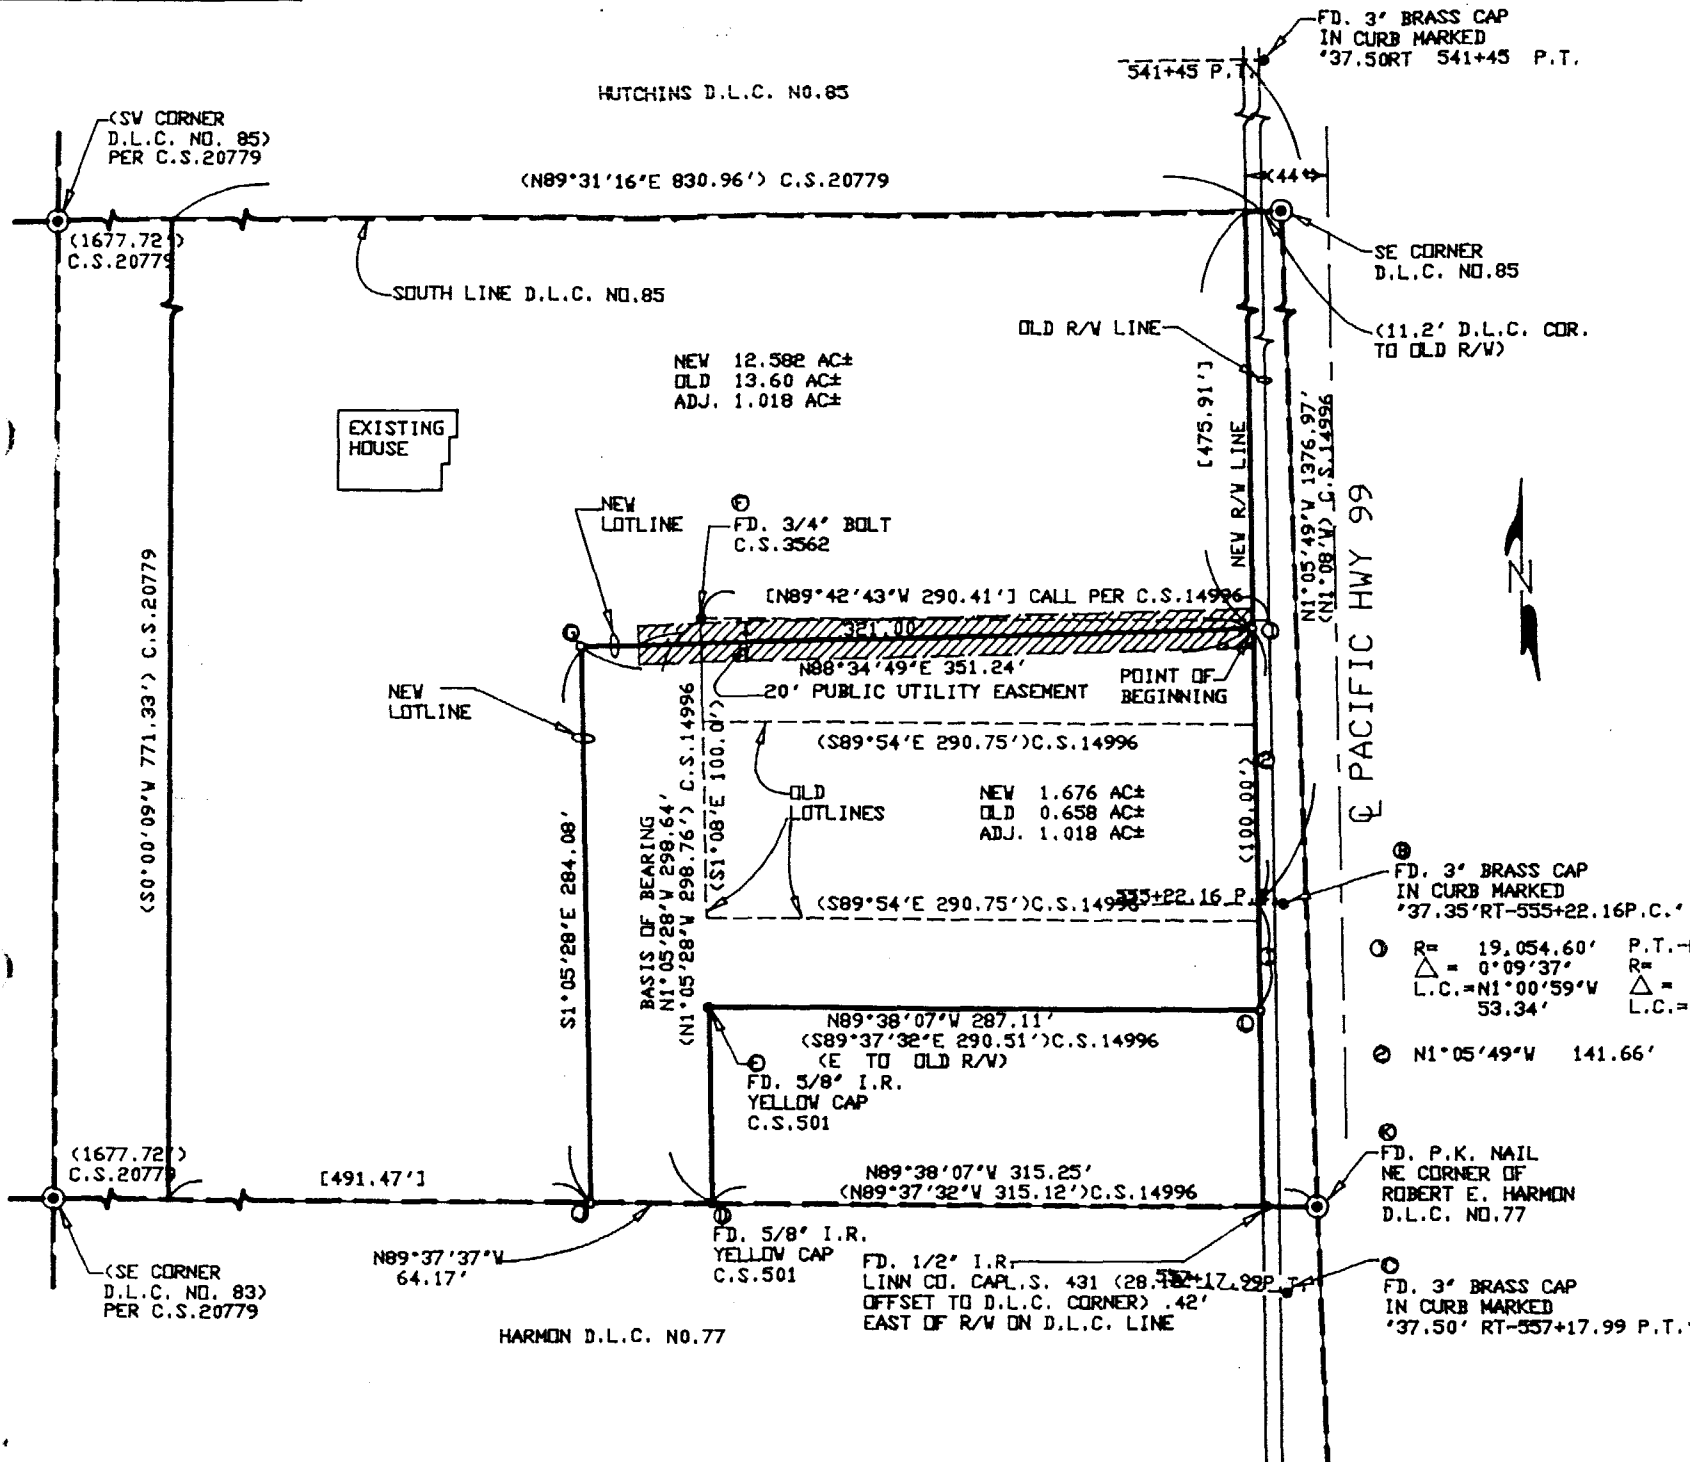 FD. 3" BRASS CAP
IN CURB MARKED
"37.50RT 541+45 P.T.
541+45 P.T.
HUTCHINS D.L.C. NO.85
(SW CORNER
D.L.C. NO. 85)
PER C.S.20779
(N89°31'16"E 830.96') C.S.20779
44'
(1677.72')
C.S.20779
SE CORNER
D.L.C. NO.85
SOUTH LINE D.L.C. NO.85
OLD R/W LINE
(11.2' D.L.C. COR.
TO OLD R/W)
NEW 12.582 AC±
OLD 13.60 AC±
ADJ. 1.018 AC±
[475.91']
NEW R/W LINE
N1°05'49"W 1376.97'
(N1°08'W) C.S.14996
EXISTING
HOUSE
℄ PACIFIC HWY 99
N
NEW
LOTLINE
F
FD. 3/4" BOLT
C.S.3562
(S0°00'09"W 771.33') C.S.20779
[N89°42'43"W 290.41'] CALL PER C.S.14996
321.00
N88°34'49"E 351.24'
20' PUBLIC UTILITY EASEMENT
POINT OF
BEGINNING
NEW
LOTLINE
(S89°54'E 290.75')C.S.14996
(S1°08'E 100.0')
OLD
LOTLINES
NEW 1.676 AC±
OLD 0.658 AC±
ADJ. 1.018 AC±
(100.00')
S1°05'28"E 284.08'
BASIS OF BEARING
N1°05'28"W 298.64'
(N1°05'28"W 298.76') C.S.14996
(S89°54'E 290.75')C.S.14996
555+22.16 P.C.
B
FD. 3" BRASS CAP
IN CURB MARKED
"37.35'RT-555+22.16P.C."
1 R= 19,054.60' P.T.-
△ = 0°09'37" R=
L.C.=N1°00'59"W △ =
53.34' L.C.=
2 N1°05'49"W 141.66'
N89°38'07"W 287.11'
(S89°37'32"E 290.51')C.S.14996
(E TO OLD R/W)
FD. 5/8" I.R.
YELLOW CAP
C.S.501
K
FD. P.K. NAIL
NE CORNER OF
ROBERT E. HARMON
D.L.C. NO.77
(1677.72')
C.S.20779
[491.47']
N89°38'07"W 315.25'
(N89°37'32"W 315.12')C.S.14996
N89°37'37"W
64.17'
D
FD. 5/8" I.R.
YELLOW CAP
C.S.501
FD. 1/2" I.R.
LINN CO. CAPL.S. 431 (28.
OFFSET TO D.L.C. CORNER) .42'
EAST OF R/W ON D.L.C. LINE
557+17.99P.T.
FD. 3" BRASS CAP
IN CURB MARKED
"37.50' RT-557+17.99 P.T."
(SE CORNER
D.L.C. NO. 83)
PER C.S.20779
HARMON D.L.C. NO.77